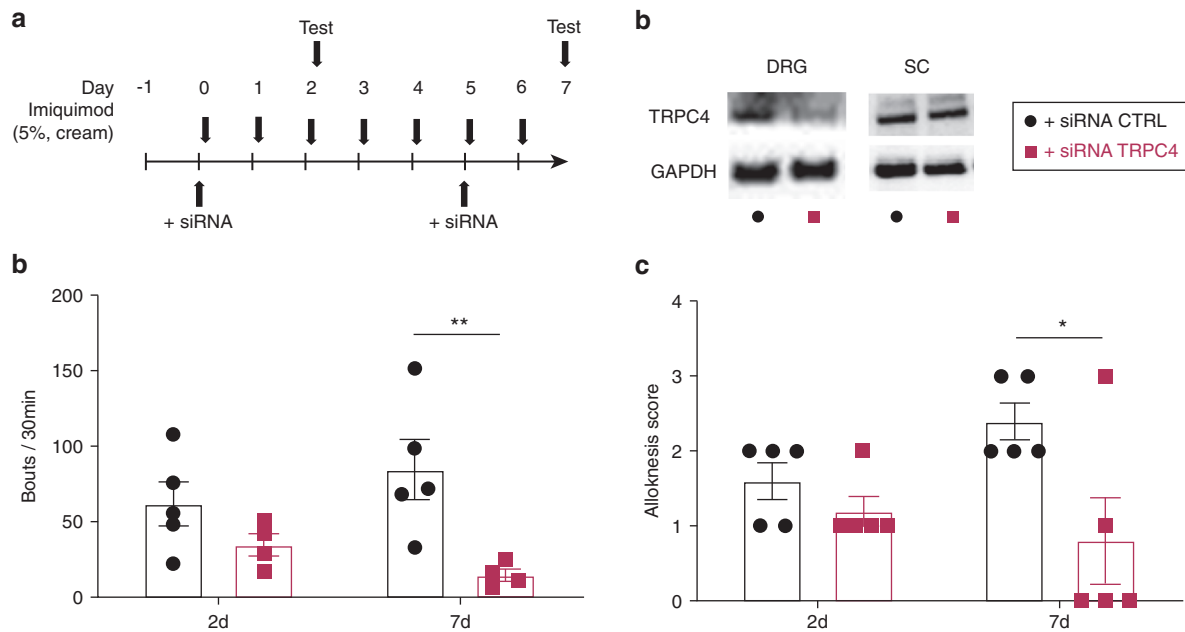 a
Test Test
Day -1 0 1 2 3 4 5 6 7
Imiquimod
(5%, cream)
+ siRNA + siRNA
b
DRG SC
TRPC4
GAPDH
+ siRNA CTRL
+ siRNA TRPC4
b
200
150
100
50
0
Bouts / 30min
**
2d 7d
c
4
3
2
1
0
Alloknesis score
*
2d 7d